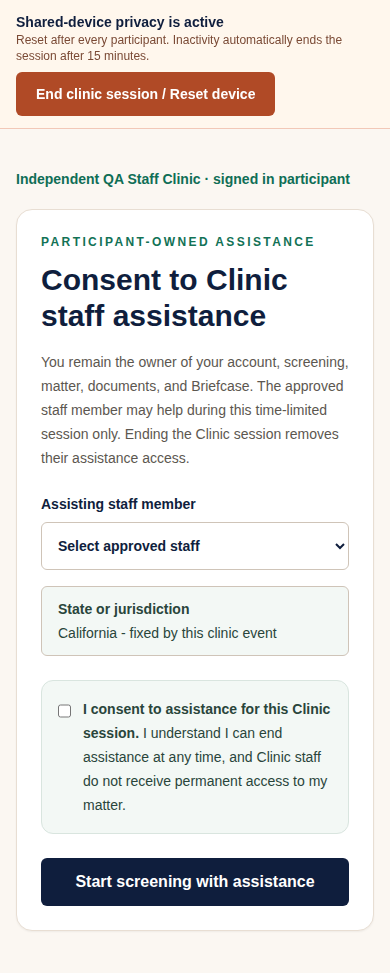 Shared-device privacy is active
Reset after every participant. Inactivity automatically ends the
session after 15 minutes.
End clinic session / Reset device
Independent QA Staff Clinic · signed in participant
PARTICIPANT-OWNED ASSISTANCE
Consent to Clinic
staff assistance
You remain the owner of your account, screening,
matter, documents, and Briefcase. The approved
staff member may help during this time-limited
session only. Ending the Clinic session removes
their assistance access.
Assisting staff member
Select approved staff
State or jurisdiction
California - fixed by this clinic event
I consent to assistance for this Clinic
session. I understand I can end
assistance at any time, and Clinic staff
do not receive permanent access to my
matter.
Start screening with assistance